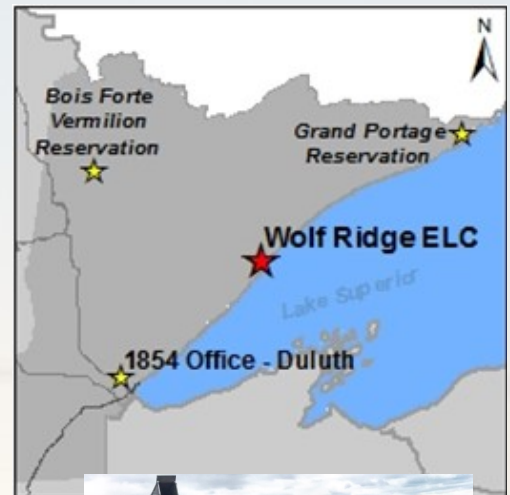 N
Bois Forte
Vermilion
Reservation
Grand Portage
Reservation
Wolf Ridge ELC
Lake Superior
1854 Office - Duluth